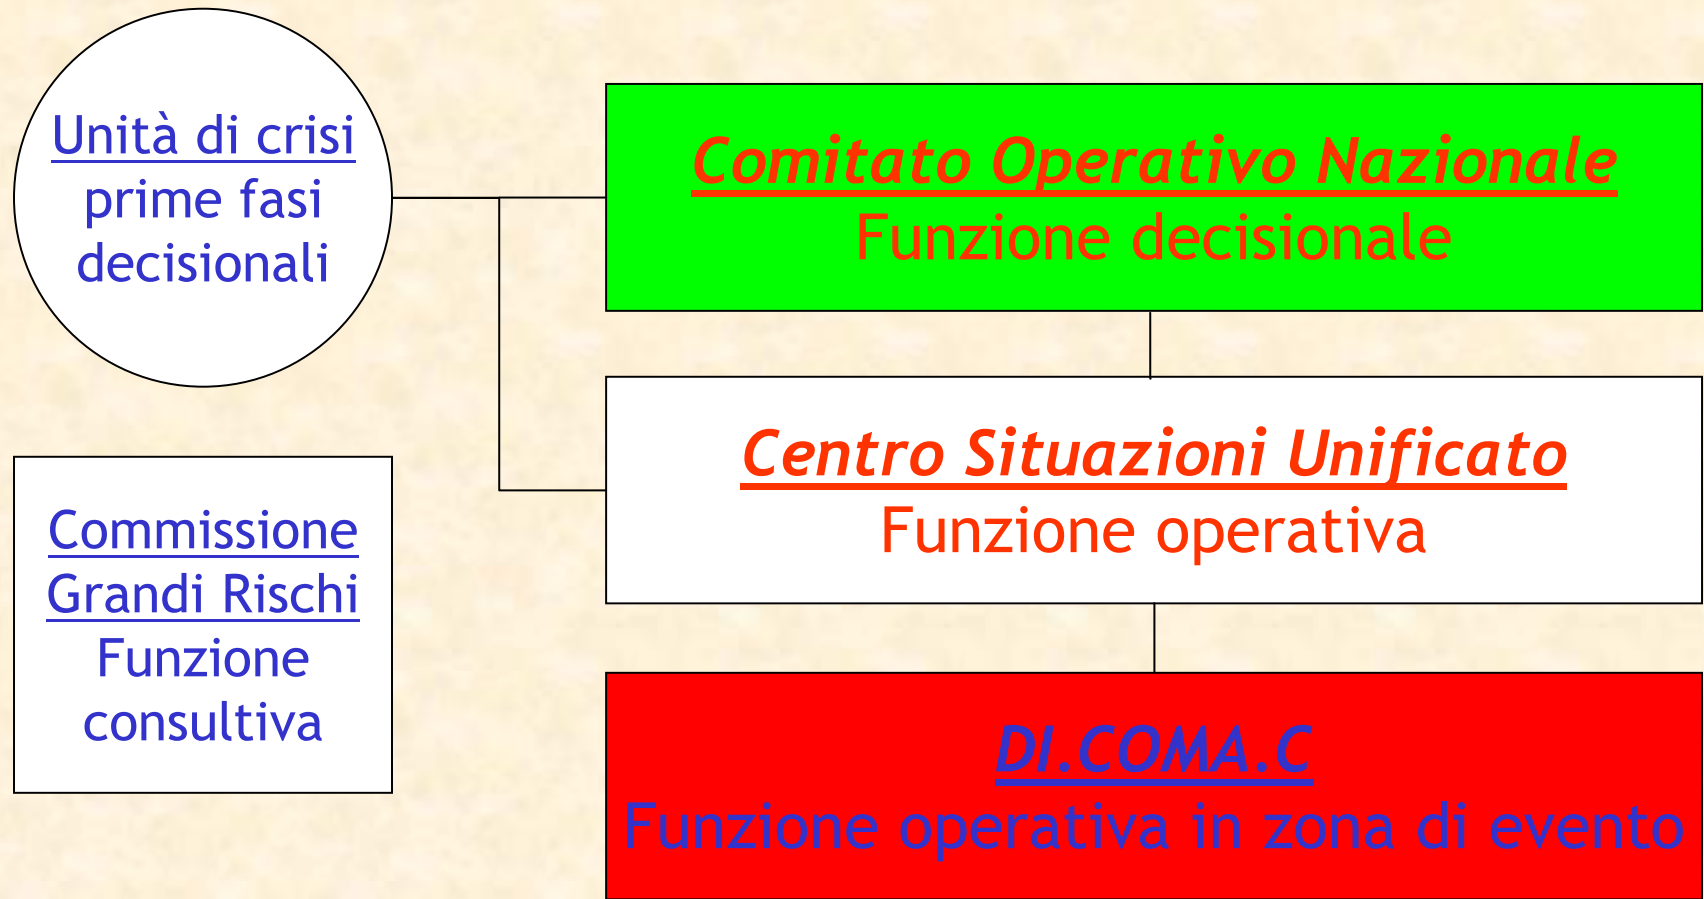 Unità di crisi
prime fasi
decisionali
Comitato Operativo Nazionale
Funzione decisionale
Centro Situazioni Unificato
Funzione operativa
Commissione
Grandi Rischi
Funzione
consultiva
DI.COMA.C
Funzione operativa in zona di evento